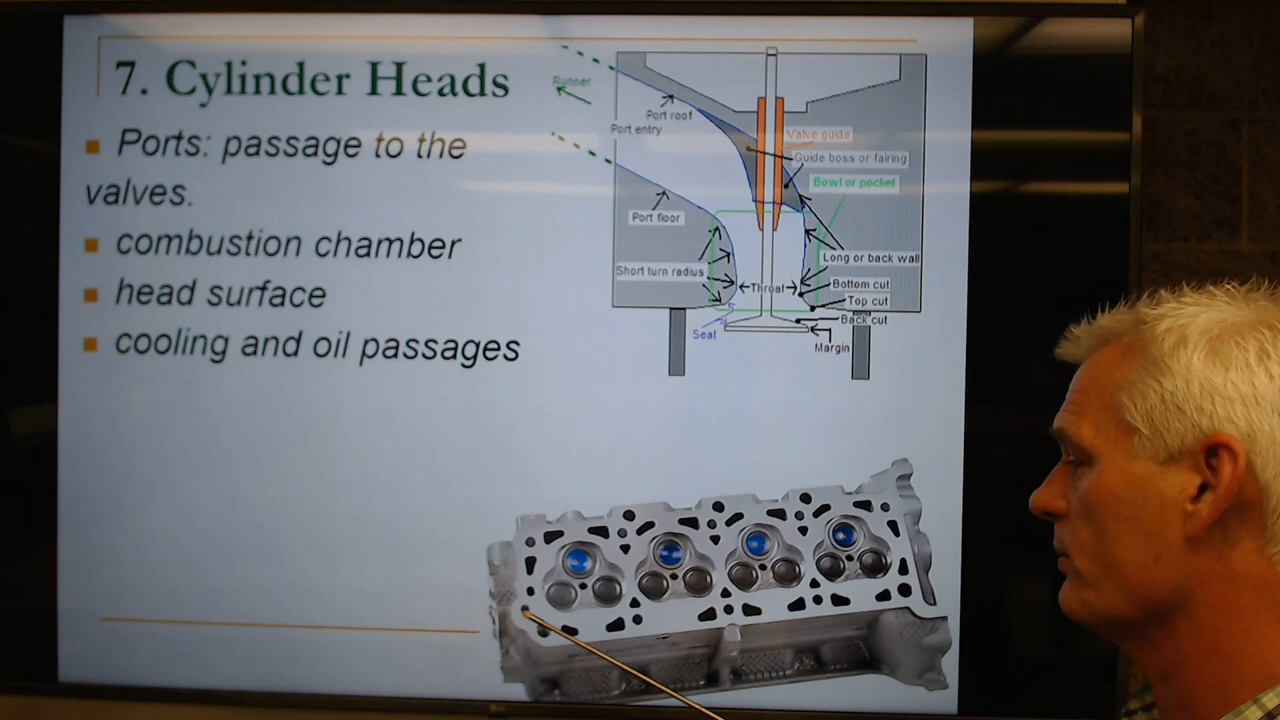 7. Cylinder Heads
Ports: passage to the
valves.
combustion chamber
head surface
cooling and oil passages
Runner
Port roof
Port entry
Valve guide
Guide boss or fairing
Bowl or pocket
Port floor
Long or back wall
Short turn radius
Throat
Bottom cut
Top cut
Back cut
Seat
Margin